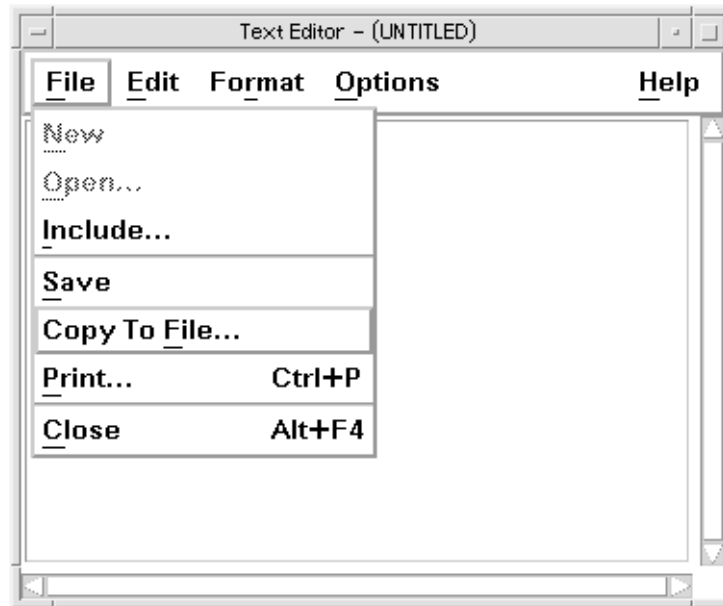 Text Editor – (UNTITLED)
File Edit Format Options Help
New
Open...
Include...
Save
Copy To File...
Print... Ctrl+P
Close Alt+F4